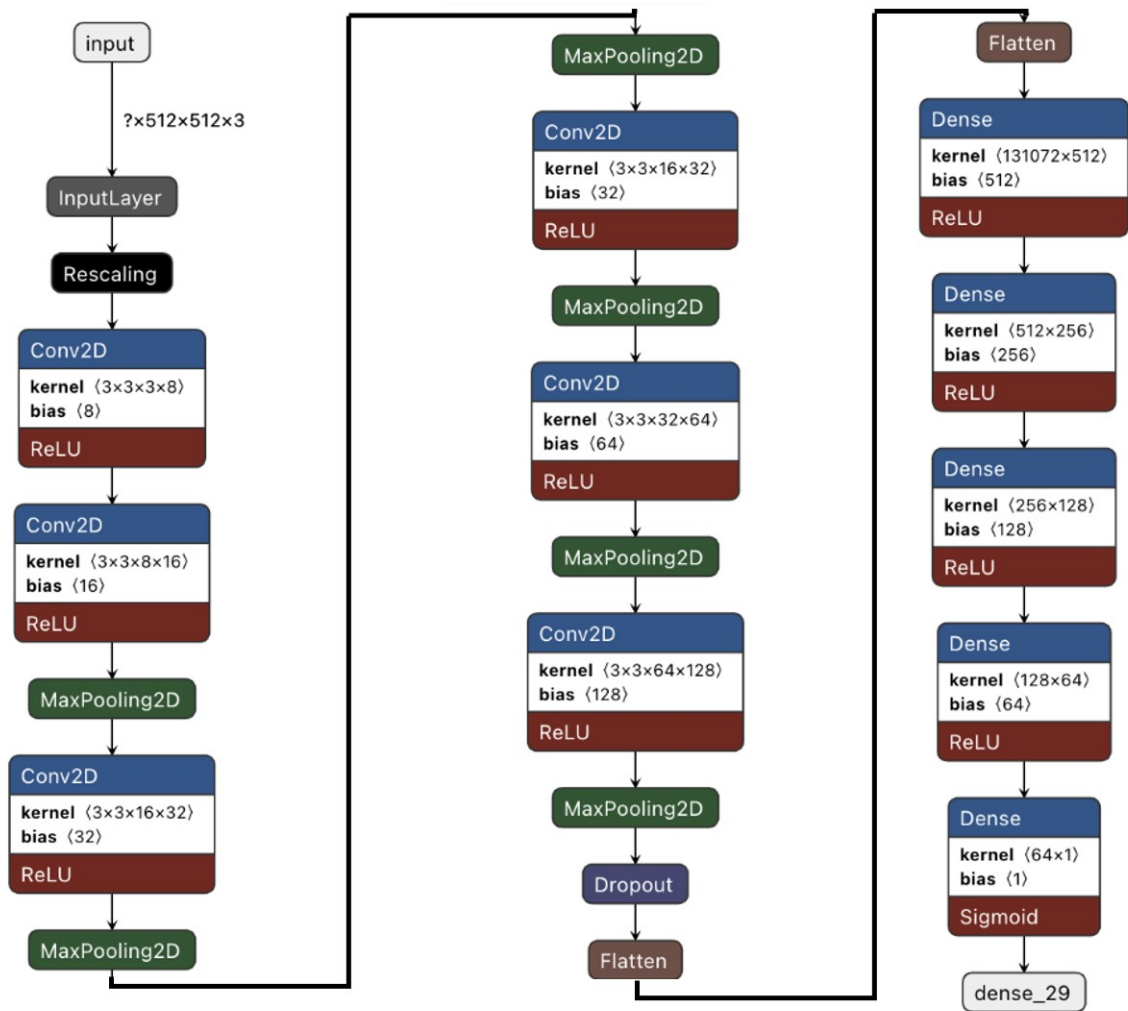 input
?×512×512×3
InputLayer
Rescaling
Conv2D
kernel ⟨3×3×3×8⟩
bias ⟨8⟩
ReLU
Conv2D
kernel ⟨3×3×8×16⟩
bias ⟨16⟩
ReLU
MaxPooling2D
Conv2D
kernel ⟨3×3×16×32⟩
bias ⟨32⟩
ReLU
MaxPooling2D
MaxPooling2D
Conv2D
kernel ⟨3×3×16×32⟩
bias ⟨32⟩
ReLU
MaxPooling2D
Conv2D
kernel ⟨3×3×32×64⟩
bias ⟨64⟩
ReLU
MaxPooling2D
Conv2D
kernel ⟨3×3×64×128⟩
bias ⟨128⟩
ReLU
MaxPooling2D
Dropout
Flatten
Flatten
Dense
kernel ⟨131072×512⟩
bias ⟨512⟩
ReLU
Dense
kernel ⟨512×256⟩
bias ⟨256⟩
ReLU
Dense
kernel ⟨256×128⟩
bias ⟨128⟩
ReLU
Dense
kernel ⟨128×64⟩
bias ⟨64⟩
ReLU
Dense
kernel ⟨64×1⟩
bias ⟨1⟩
Sigmoid
dense_29